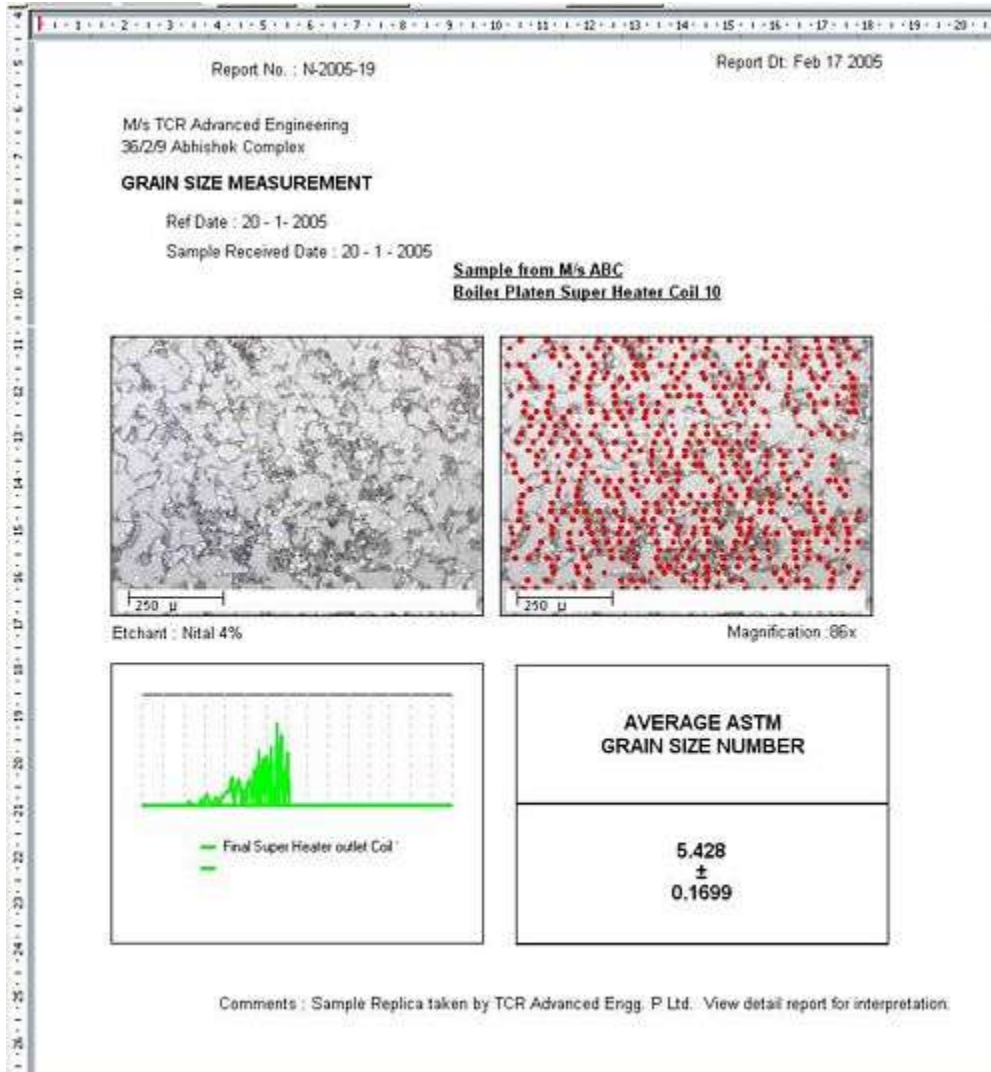 Report No. : N-2005-19
Report Dt: Feb 17 2005
M/s TCR Advanced Engineering
36/2/9 Abhishek Complex
GRAIN SIZE MEASUREMENT
Ref Date : 20 - 1- 2005
Sample Received Date : 20 - 1 - 2005
Sample from M/s ABC
Boiler Platen Super Heater Coil 10
250 µ
250 µ
Etchant : Nital 4%
Magnification :86x
AVERAGE ASTM
GRAIN SIZE NUMBER
Final Super Heater outlet Coil
5.428
±
0.1699
Comments : Sample Replica taken by TCR Advanced Engg. P Ltd. View detail report for interpretation.